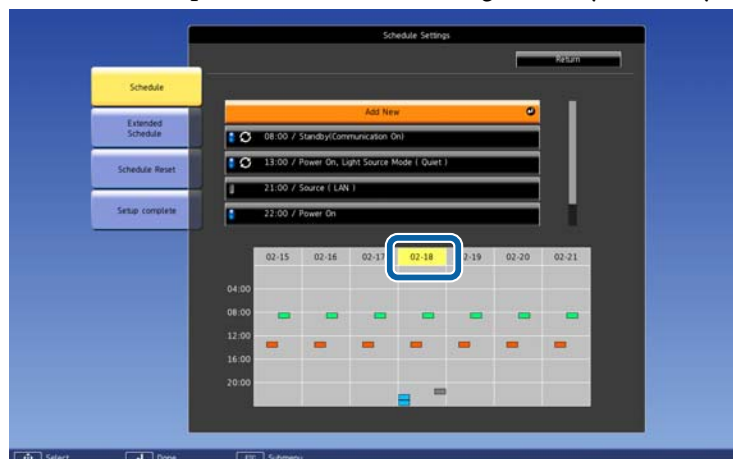 Schedule Settings
Return
Schedule
Extended
Schedule
Schedule Reset
Setup complete
Add New
08:00 / Standby(Communication On)
13:00 / Power On, Light Source Mode ( Quiet )
21:00 / Source ( LAN )
22:00 / Power On
02-15 02-16 02-17 02-18 02-19 02-20 02-21
04:00
08:00
12:00
16:00
20:00
Select Done Submenu